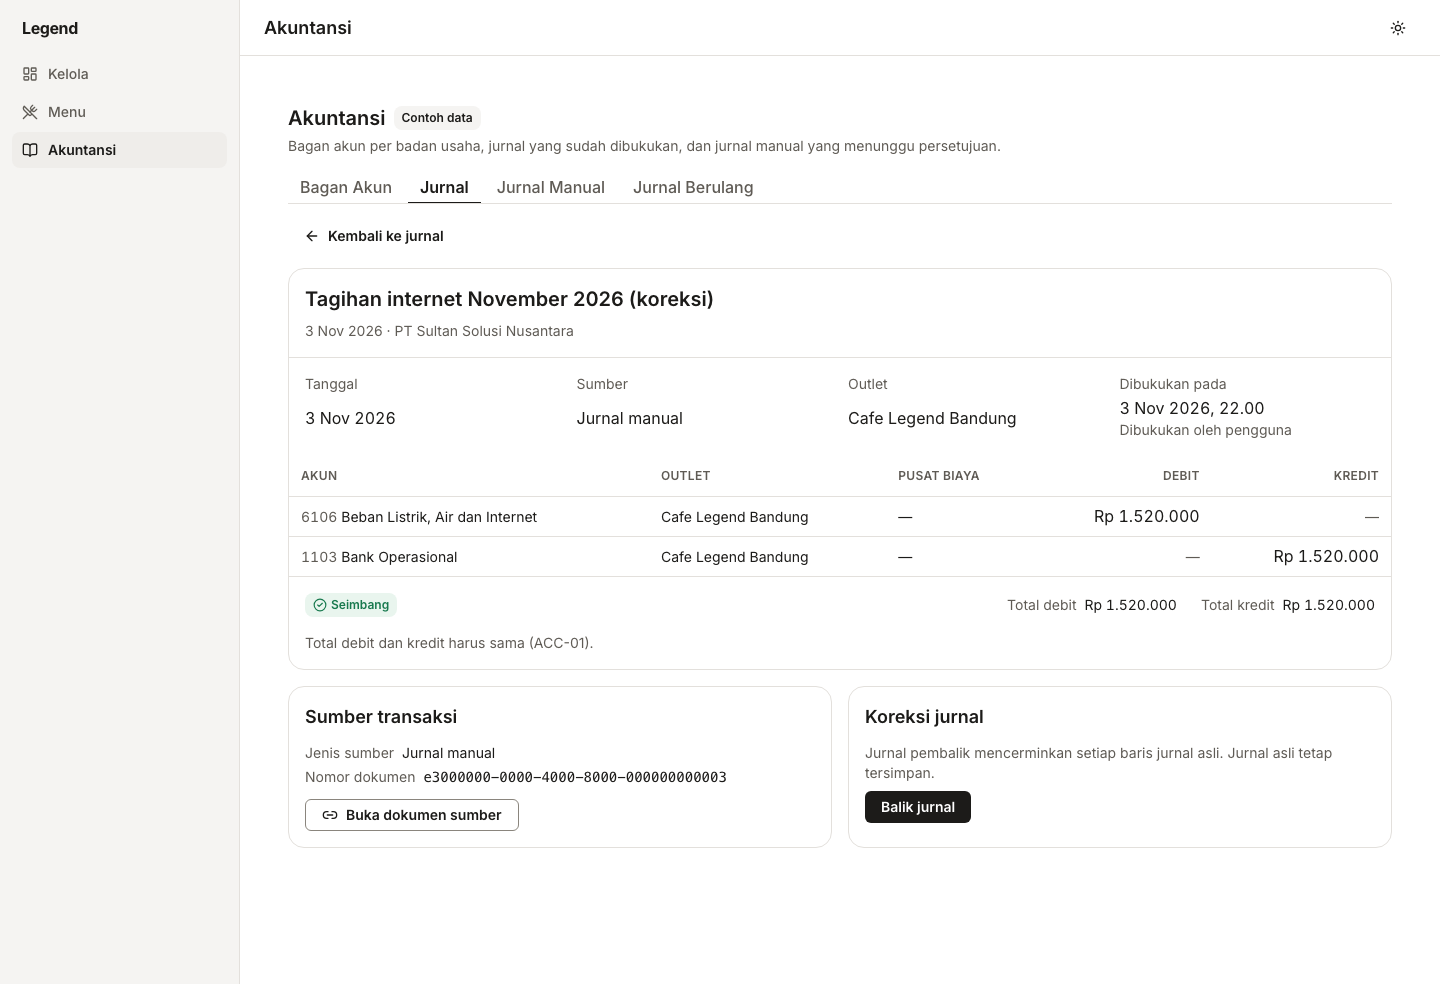 Legend
Akuntansi
Kelola
Menu
Akuntansi
Akuntansi Contoh data
Bagan akun per badan usaha, jurnal yang sudah dibukukan, dan jurnal manual yang menunggu persetujuan.
Bagan Akun Jurnal Jurnal Manual Jurnal Berulang
Kembali ke jurnal
Tagihan internet November 2026 (koreksi)
3 Nov 2026 · PT Sultan Solusi Nusantara
Tanggal Sumber Outlet Dibukukan pada
3 Nov 2026 Jurnal manual Cafe Legend Bandung 3 Nov 2026, 22.00
Dibukukan oleh pengguna
AKUN OUTLET PUSAT BIAYA DEBIT KREDIT
6106 Beban Listrik, Air dan Internet Cafe Legend Bandung — Rp 1.520.000 —
1103 Bank Operasional Cafe Legend Bandung — — Rp 1.520.000
Seimbang Total debit Rp 1.520.000 Total kredit Rp 1.520.000
Total debit dan kredit harus sama (ACC-01).
Sumber transaksi
Jenis sumber Jurnal manual
Nomor dokumen e3000000-0000-4000-8000-000000000003
Buka dokumen sumber
Koreksi jurnal
Jurnal pembalik mencerminkan setiap baris jurnal asli. Jurnal asli tetap
tersimpan.
Balik jurnal